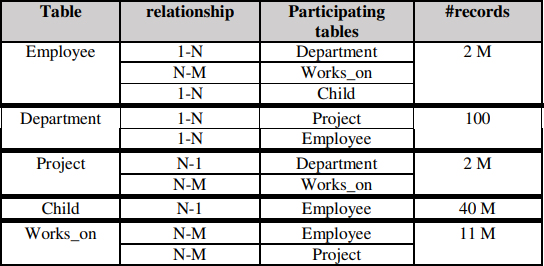 Table relationship Participating tables #records
Employee 1-N Department 2 M
N-M Works_on
1-N Child
Department 1-N Project 100
1-N Employee
Project N-1 Department 2 M
N-M Works_on
Child N-1 Employee 40 M
Works_on N-M Employee 11 M
N-M Project